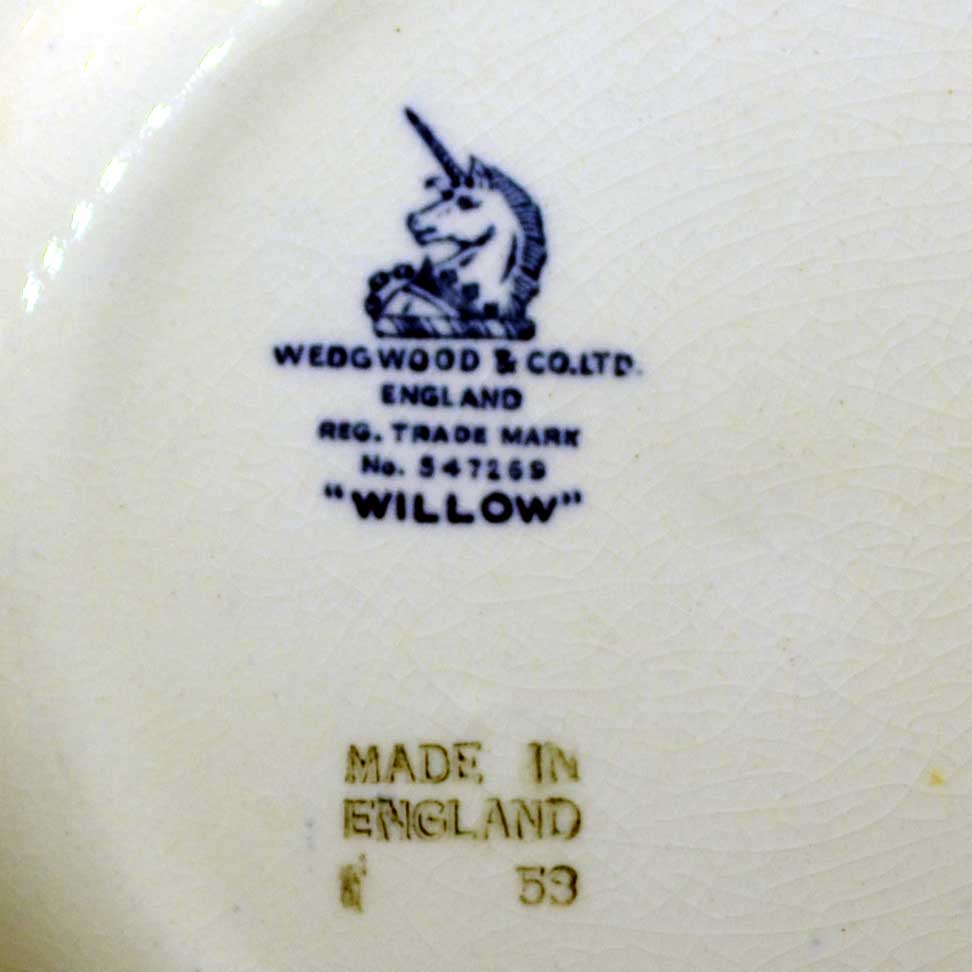 WEDGWOOD & CO. LTD.
ENGLAND
REG. TRADE MARK
No. 547269
"WILLOW"
MADE IN
ENGLAND
53